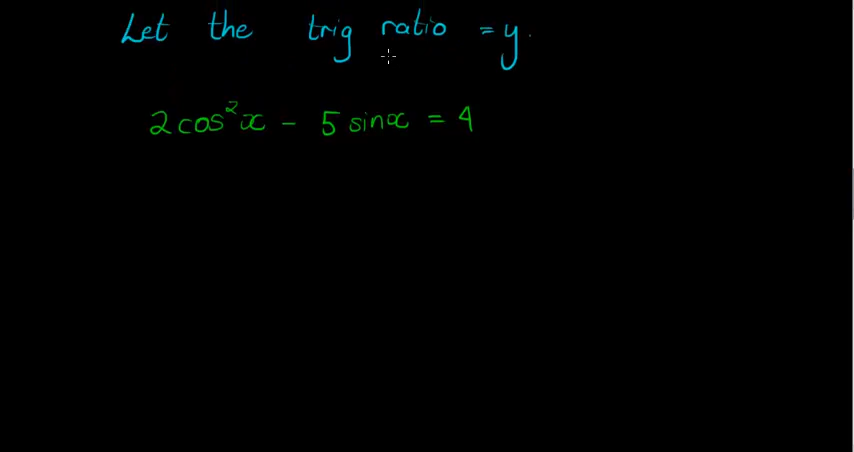 Let the trig ratio = y.
2cos²x - 5 sinx = 4